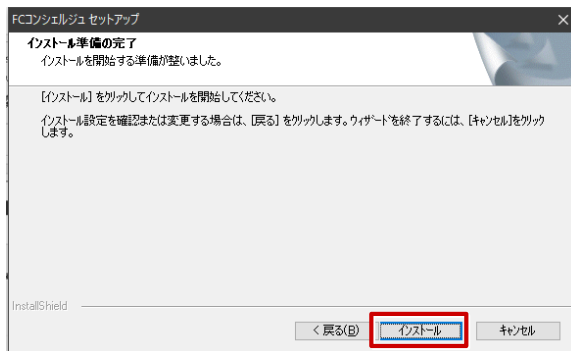 FCコンシェルジュ セットアップ
インストール準備の完了
インストールを開始する準備が整いました。
[インストール] をクリックしてインストールを開始してください。
インストール設定を確認または変更する場合は、[戻る] をクリックします。ウィザードを終了するには、[キャンセル]をクリック
します。
InstallShield
< 戻る(B)
インストール
キャンセル